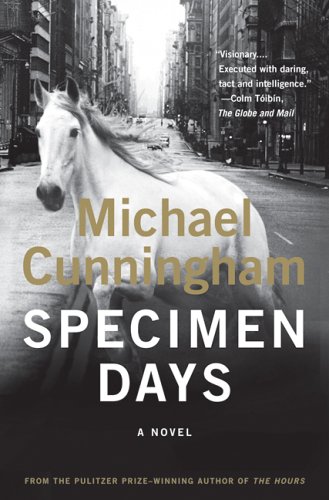 “Visionary....
Executed with daring,
tact and intelligence.”
—Colm Tóibín,
The Globe and Mail
Michael
Cunningham
SPECIMEN
DAYS
A NOVEL
FROM THE PULITZER PRIZE–WINNING AUTHOR OF THE HOURS